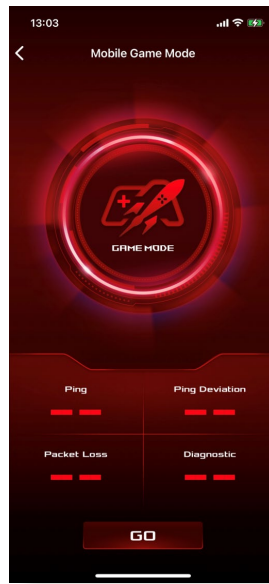 13:03
Mobile Game Mode
GAME MODE
Ping
Ping Deviation
-- --
-- --
Packet Loss
Diagnostic
-- --
-- --
GO